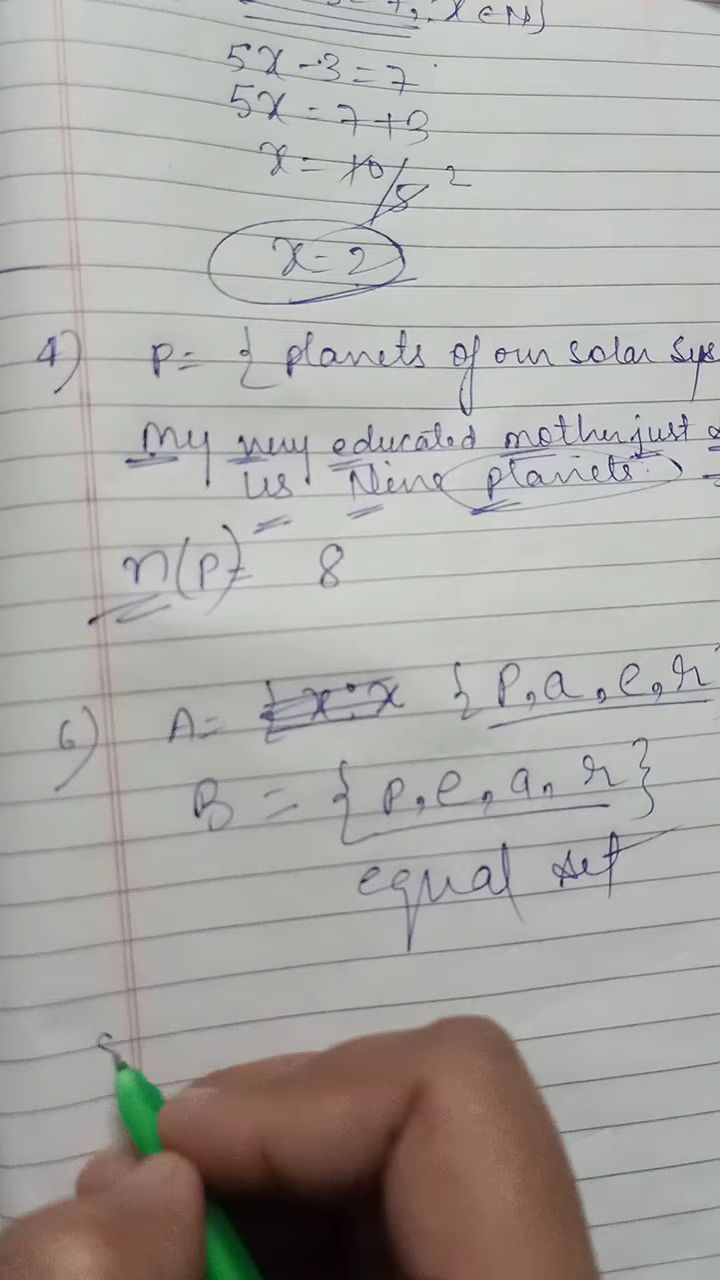 x ∈ N}
5x - 3 = 7
5x = 7 + 3
x = 10/5 2
x = 2
4) P = { planets of our solar Sys
My very educated mother just
us Nine planets.
n(P) = 8
6) A = {x : x { P, a, e, r
B = { P, e, a, r }
equal set